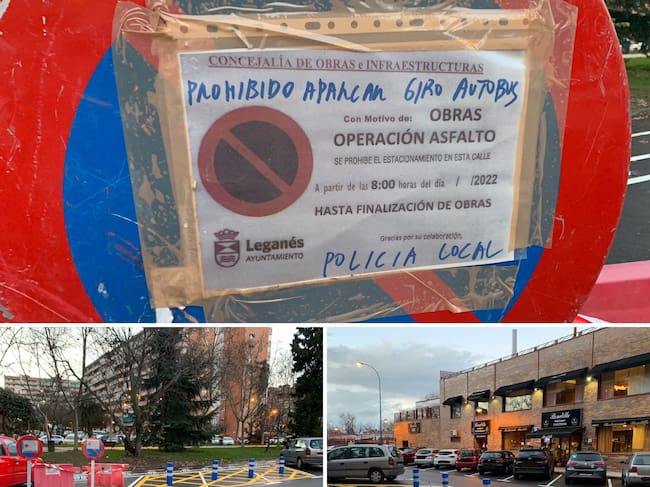 CONCEJALÍA DE OBRAS e INFRAESTRUCTURAS
PROHIBIDO APARCAR GIRO AUTOBUS
Con Motivo de: OBRAS
OPERACIÓN ASFALTO
SE PROHIBE EL ESTACIONAMIENTO EN ESTA CALLE
A partir de las 8:00 horas del día / /2022
HASTA FINALIZACIÓN DE OBRAS
Gracias por su colaboración,
Leganés
AYUNTAMIENTO
POLICIA LOCAL